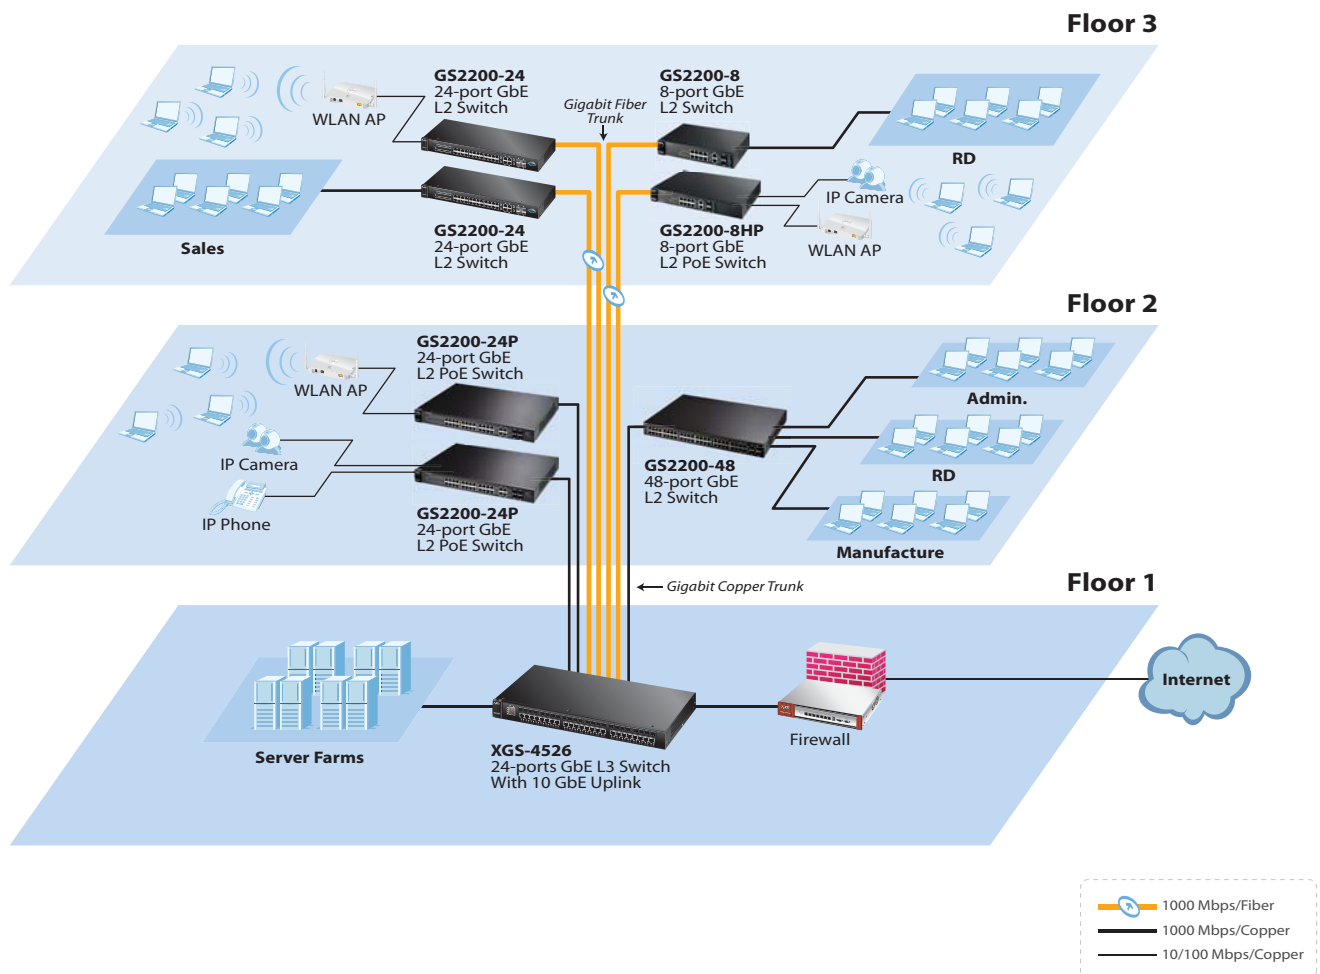 Floor 3
GS2200-24
24-port GbE
L2 Switch
GS2200-8
8-port GbE
L2 Switch
Gigabit Fiber
Trunk
WLAN AP
RD
IP Camera
Sales
GS2200-24
24-port GbE
L2 Switch
GS2200-8HP
8-port GbE
L2 PoE Switch
WLAN AP
Floor 2
GS2200-24P
24-port GbE
L2 PoE Switch
WLAN AP
Admin.
IP Camera
GS2200-48
48-port GbE
L2 Switch
RD
IP Phone
GS2200-24P
24-port GbE
L2 PoE Switch
Manufacture
Floor 1
Gigabit Copper Trunk
Internet
Server Farms
XGS-4526
24-ports GbE L3 Switch
With 10 GbE Uplink
Firewall
1000 Mbps/Fiber
1000 Mbps/Copper
10/100 Mbps/Copper